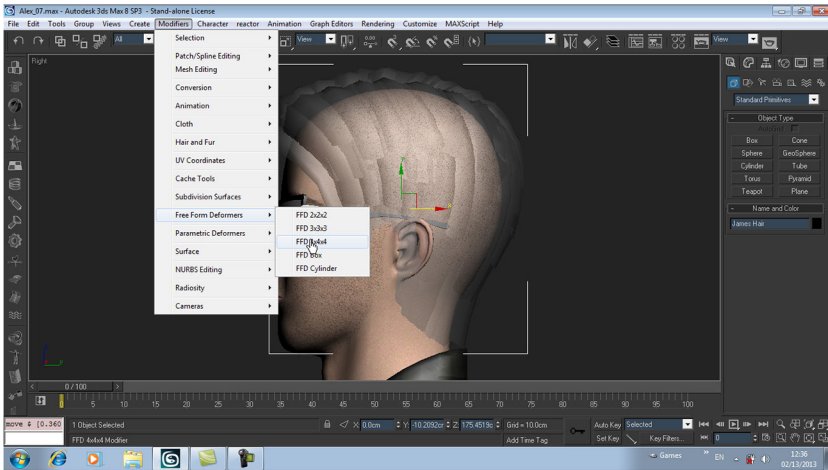 Alex_07.max - Autodesk 3ds Max 8 SP3 - Stand-alone License
File Edit Tools Group Views Create Modifiers Character reactor Animation Graph Editors Rendering Customize MAXScript Help
All
View
View
Right
Selection
Patch/Spline Editing
Mesh Editing
Conversion
Animation
Cloth
Hair and Fur
UV Coordinates
Cache Tools
Subdivision Surfaces
Free Form Deformers
Parametric Deformers
Surface
NURBS Editing
Radiosity
Cameras
FFD 2x2x2
FFD 3x3x3
FFD 4x4x4
FFD Box
FFD Cylinder
Standard Primitives
- Object Type
AutoGrid
Box Cone
Sphere GeoSphere
Cylinder Tube
Torus Pyramid
Teapot Plane
- Name and Color
James Hair
0 / 100
5 10 15 20 25 30 35 40 45 50 55 60 65 70 75 80 85 90 95 100
move $ [0.360
1 Object Selected
X: 0.0cm Y: -10.2092cm Z: 175.4519c
Grid = 10.0cm
Auto Key Selected
FFD 4x4x4 Modifier
Add Time Tag
Set Key Key Filters...
0
Games
EN
12:36
02/13/2013